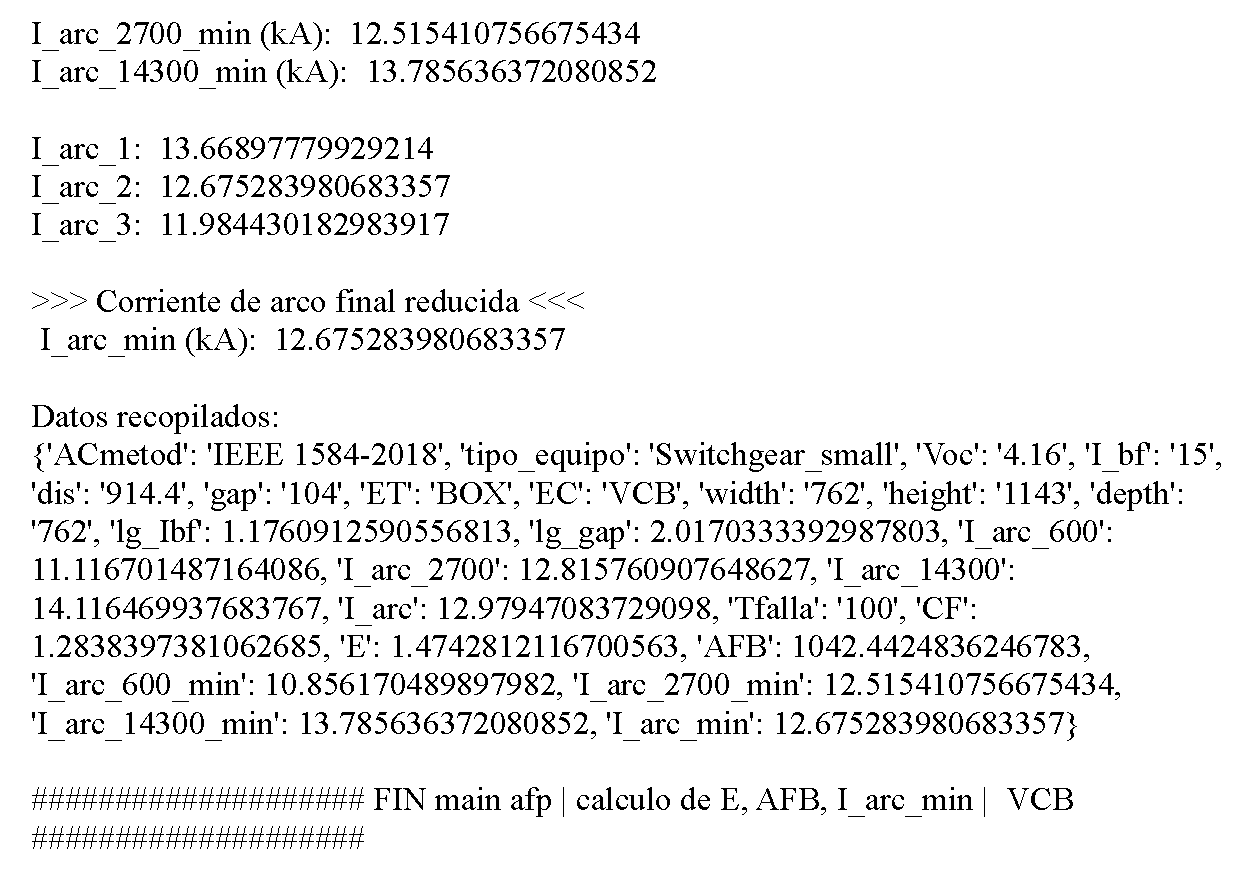 I_arc_2700_min (kA):  12.515410756675434
I_arc_14300_min (kA):  13.785636372080852
I_arc_1:  13.66897779929214
I_arc_2:  12.675283980683357
I_arc_3:  11.984430182983917
>>> Corriente de arco final reducida <<<
I_arc_min (kA):  12.675283980683357
Datos recopilados:
{'ACmetod': 'IEEE 1584-2018', 'tipo_equipo': 'Switchgear_small', 'Voc': '4.16', 'I_bf': '15',
'dis': '914.4', 'gap': '104', 'ET': 'BOX', 'EC': 'VCB', 'width': '762', 'height': '1143', 'depth':
'762', 'lg_Ibf': 1.1760912590556813, 'lg_gap': 2.0170333392987803, 'I_arc_600':
11.116701487164086, 'I_arc_2700': 12.815760907648627, 'I_arc_14300':
14.116469937683767, 'I_arc': 12.97947083729098, 'Tfalla': '100', 'CF':
1.2838397381062685, 'E': 1.4742812116700563, 'AFB': 1042.4424836246783,
'I_arc_600_min': 10.856170489897982, 'I_arc_2700_min': 12.515410756675434,
'I_arc_14300_min': 13.785636372080852, 'I_arc_min': 12.675283980683357}
#################### FIN main afp | calculo de E, AFB, I_arc_min |  VCB
####################